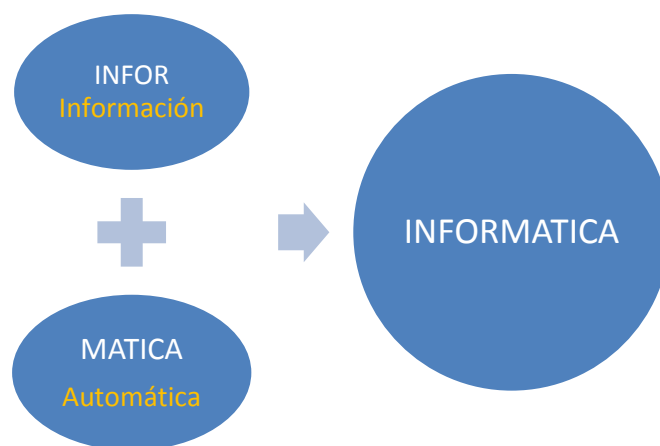 INFOR
Información
MATICA
Automática
INFORMATICA